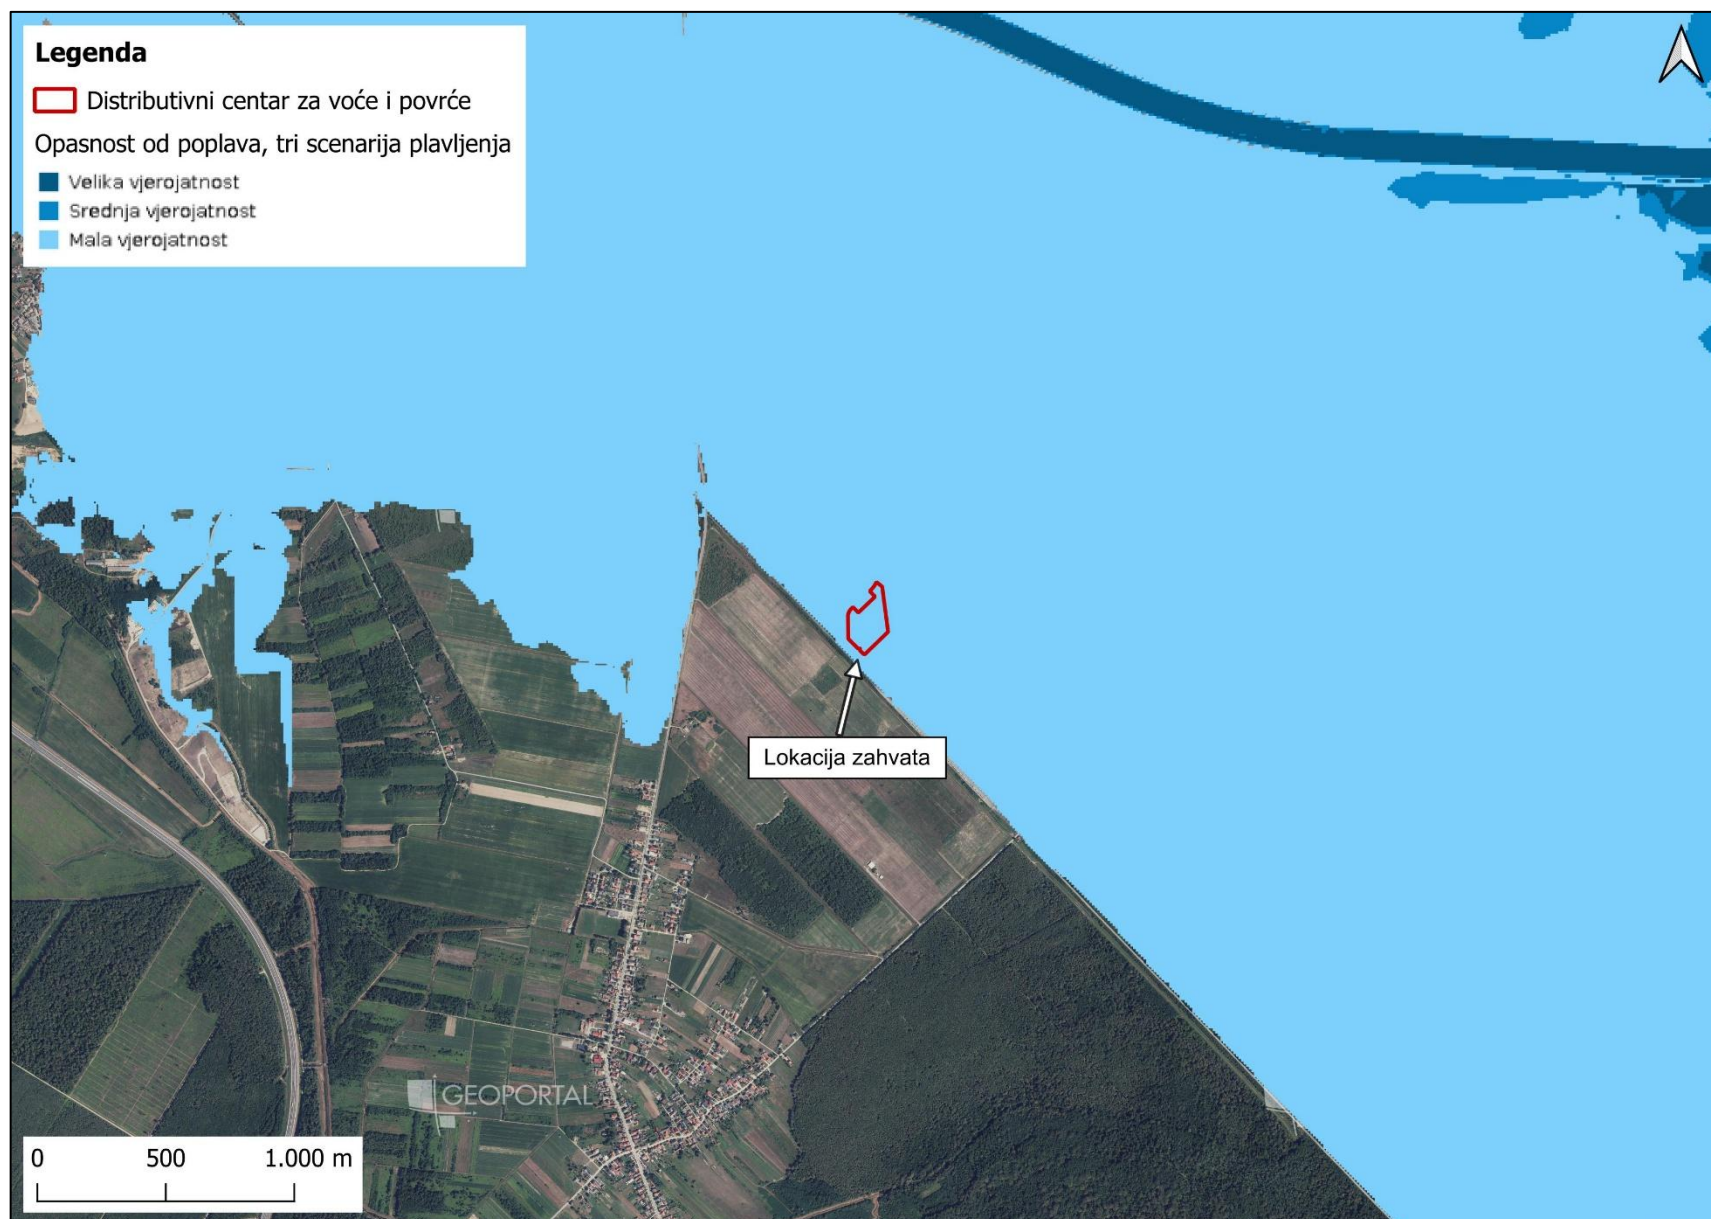 Legenda
Distributivni centar za voće i povrće
Opasnost od poplava, tri scenarija plavljenja
Velika vjerojatnost
Srednja vjerojatnost
Mala vjerojatnost
Lokacija zahvata
GEOPORTAL
0 500 1.000 m